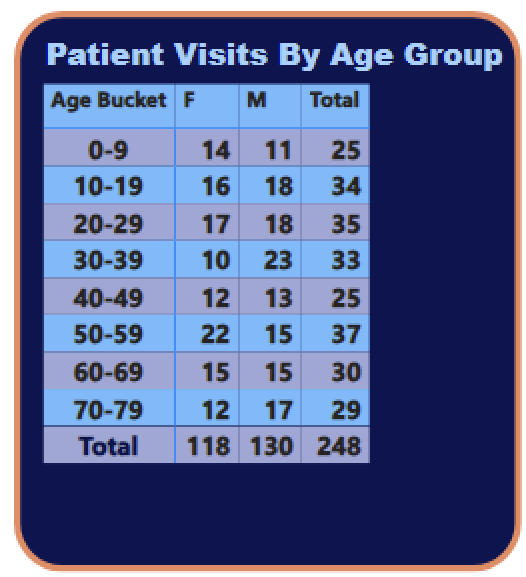 Patient Visits By Age Group
Age Bucket F M Total
0-9 14 11 25
10-19 16 18 34
20-29 17 18 35
30-39 10 23 33
40-49 12 13 25
50-59 22 15 37
60-69 15 15 30
70-79 12 17 29
Total 118 130 248